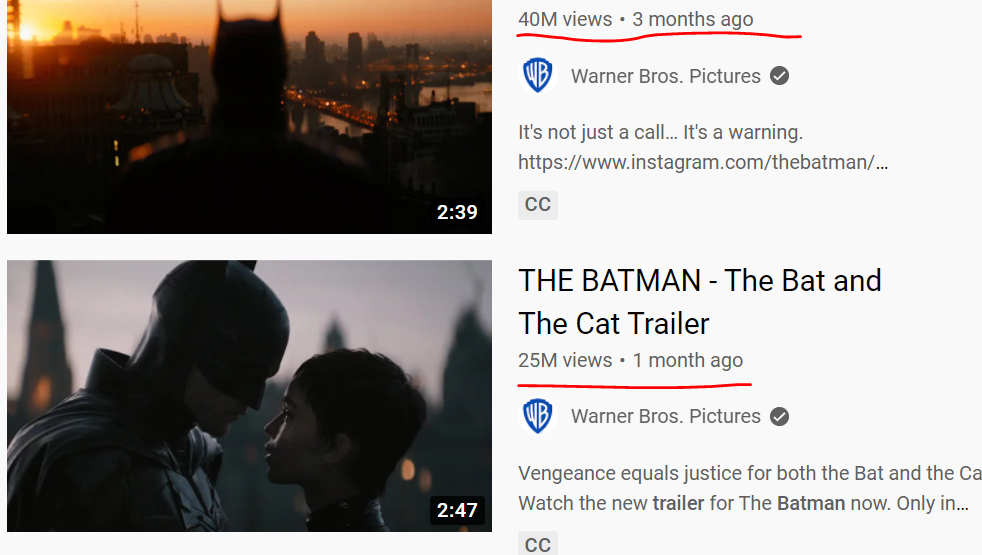 40M views • 3 months ago
WB
Warner Bros. Pictures
It's not just a call… It's a warning.
https://www.instagram.com/thebatman/…
CC
2:39
THE BATMAN - The Bat and
The Cat Trailer
25M views • 1 month ago
WB
Warner Bros. Pictures
Vengeance equals justice for both the Bat and the Ca
Watch the new trailer for The Batman now. Only in…
CC
2:47